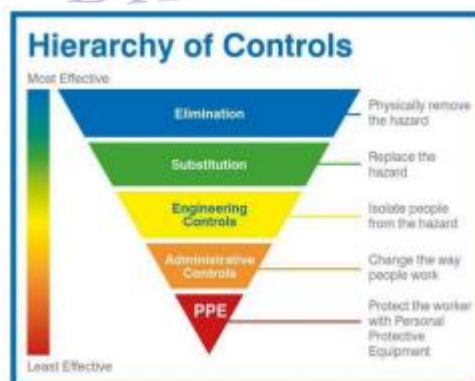 Hierarchy of Controls
Most Effective
Elimination
Physically remove
the hazard
Substitution
Replace the
hazard
Engineering
Controls
Isolate people
from the hazard
Administrative
Controls
Change the way
people work
PPE
Protect the worker
with Personal
Protective
Equipment
Least Effective